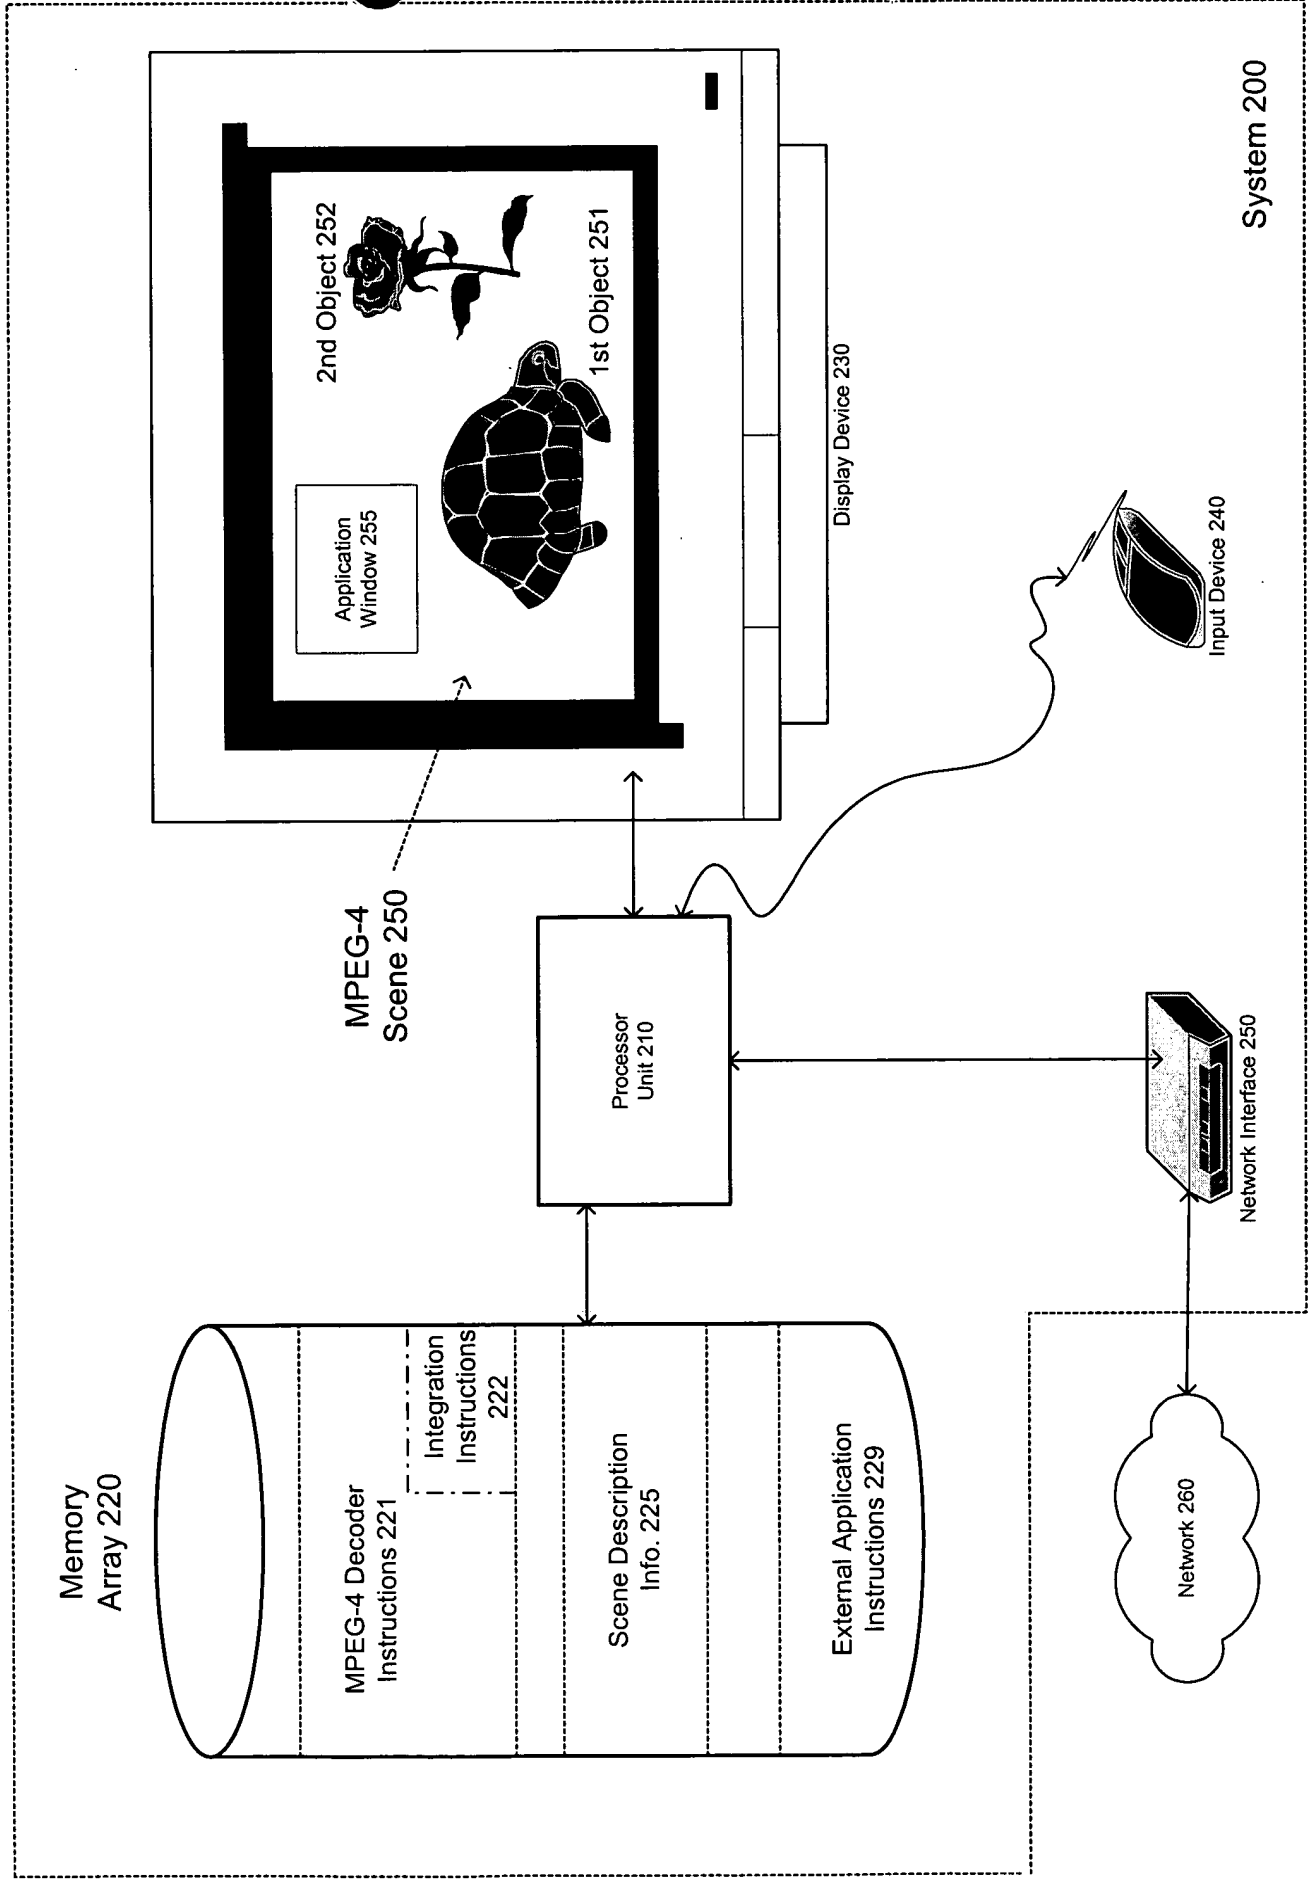 Memory
Array 220
MPEG-4 Decoder
Instructions 221
Integration
Instructions
222
Scene Description
Info. 225
External Application
Instructions 229
MPEG-4
Scene 250
Processor
Unit 210
Application
Window 255
2nd Object 252
1st Object 251
Display Device 230
Input Device 240
Network Interface 250
Network 260
System 200